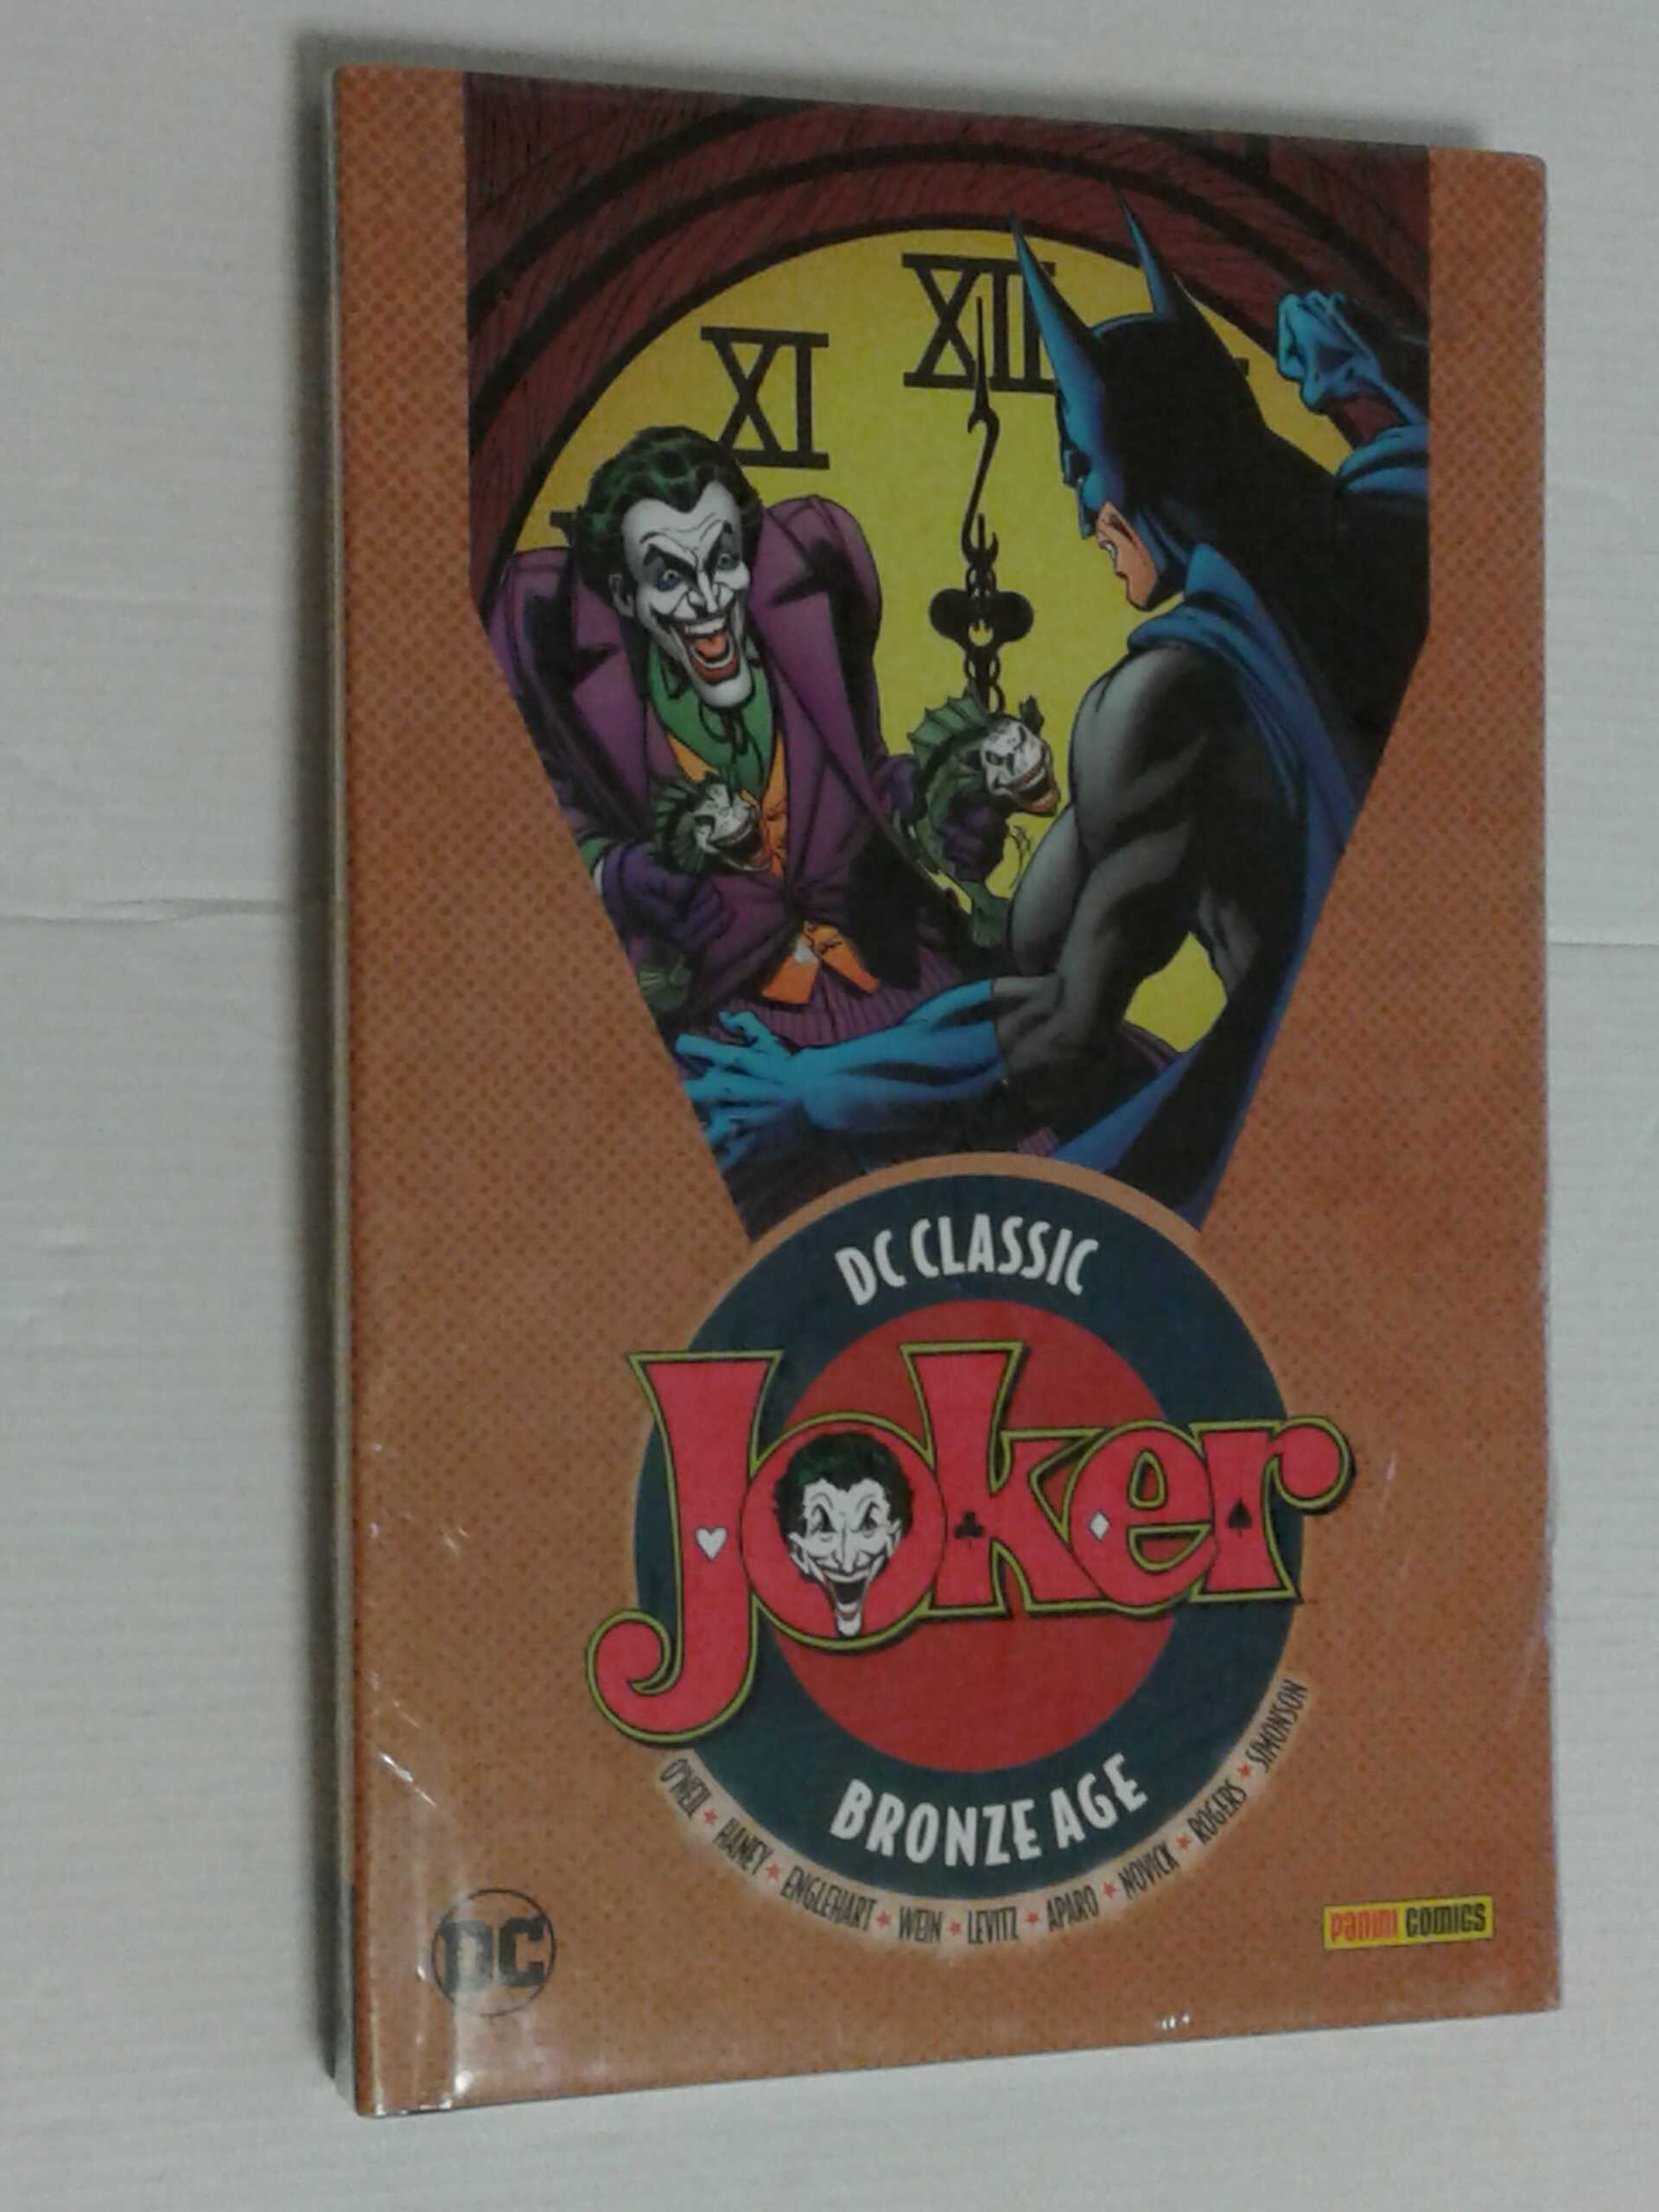 XI
XII
DC CLASSIC
Joker
BRONZE AGE
O'NEIL ★ HANEY ★ ENGLEHART ★ WEIN ★ LEVITZ ★ APARO ★ NOVICK ★ ROGERS ★ SIMONSON
DC
PANINI COMICS